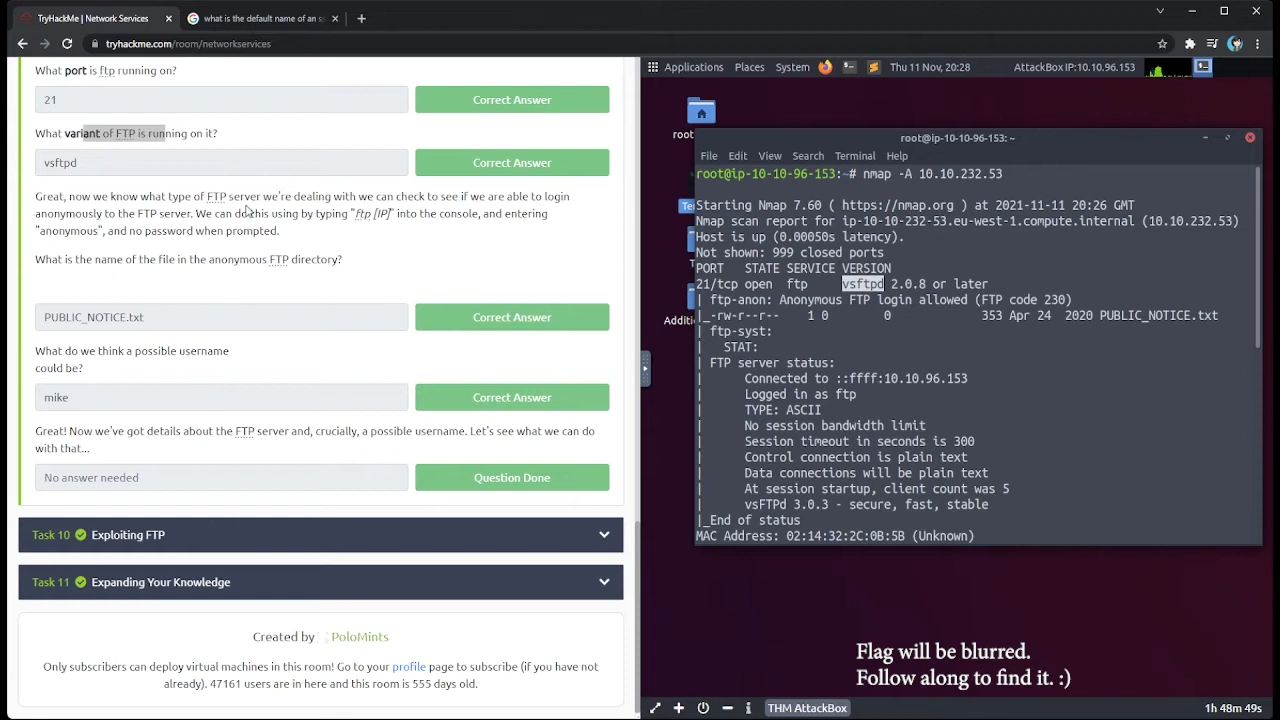 TryHackMe | Network Services
what is the default name of an s
tryhackme.com/room/networkservices
What port is ftp running on?
21
Correct Answer
What variant of FTP is running on it?
vsftpd
Correct Answer
Great, now we know what type of FTP server we're dealing with we can check to see if we are able to login
anonymously to the FTP server. We can do this using by typing "ftp [IP]" into the console, and entering
"anonymous", and no password when prompted.
What is the name of the file in the anonymous FTP directory?
PUBLIC_NOTICE.txt
Correct Answer
What do we think a possible username
could be?
mike
Correct Answer
Great! Now we've got details about the FTP server and, crucially, a possible username. Let's see what we can do
with that...
No answer needed
Question Done
Task 10 Exploiting FTP
Task 11 Expanding Your Knowledge
Created by PoloMints
Only subscribers can deploy virtual machines in this room! Go to your profile page to subscribe (if you have not
already). 47161 users are in here and this room is 555 days old.
Applications Places System Thu 11 Nov, 20:28 AttackBox IP:10.10.96.153
root
Additio
root@ip-10-10-96-153: ~
File Edit View Search Terminal Help
root@ip-10-10-96-153:~# nmap -A 10.10.232.53
Starting Nmap 7.60 ( https://nmap.org ) at 2021-11-11 20:26 GMT
Nmap scan report for ip-10-10-232-53.eu-west-1.compute.internal (10.10.232.53)
Host is up (0.00050s latency).
Not shown: 999 closed ports
PORT STATE SERVICE VERSION
21/tcp open ftp vsftpd 2.0.8 or later
| ftp-anon: Anonymous FTP login allowed (FTP code 230)
|_-rw-r--r-- 1 0 0 353 Apr 24 2020 PUBLIC_NOTICE.txt
| ftp-syst:
| STAT:
| FTP server status:
| Connected to ::ffff:10.10.96.153
| Logged in as ftp
| TYPE: ASCII
| No session bandwidth limit
| Session timeout in seconds is 300
| Control connection is plain text
| Data connections will be plain text
| At session startup, client count was 5
| vsFTPd 3.0.3 - secure, fast, stable
|_End of status
MAC Address: 02:14:32:2C:0B:5B (Unknown)
Flag will be blurred.
Follow along to find it. :)
THM AttackBox
1h 48m 49s